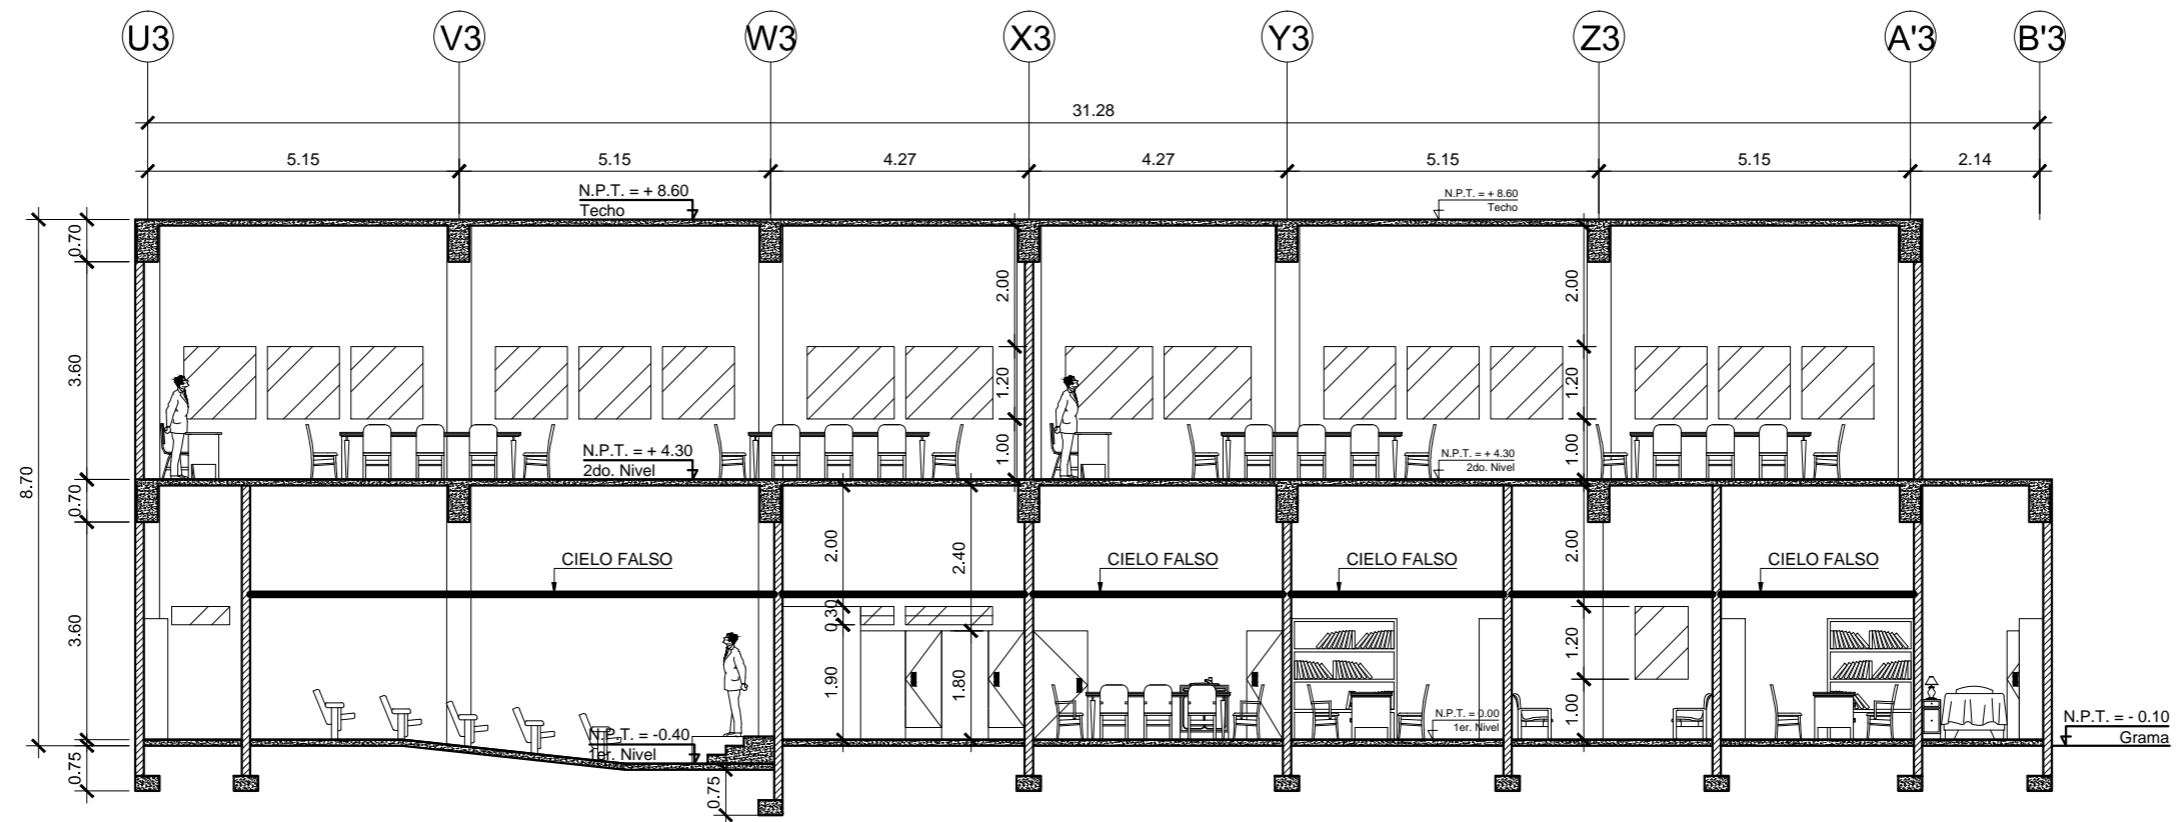 U3 V3 W3 X3 Y3 Z3 A'3 B'3
31.28
5.15 5.15 4.27 4.27 5.15 5.15 2.14
N.P.T. = + 8.60
Techo
N.P.T. = + 8.60
Techo
0.70
3.60
8.70
0.70
3.60
0.75
2.00
1.20
1.00
2.00
1.20
1.00
N.P.T. = + 4.30
2do. Nivel
N.P.T. = + 4.30
2do. Nivel
CIELO FALSO
CIELO FALSO
CIELO FALSO
CIELO FALSO
2.00
0.30
1.90
2.40
1.80
2.00
1.20
1.00
N.P.T. = -0.40
1er. Nivel
0.75
N.P.T. = 0.00
1er. Nivel
N.P.T. = - 0.10
Grama